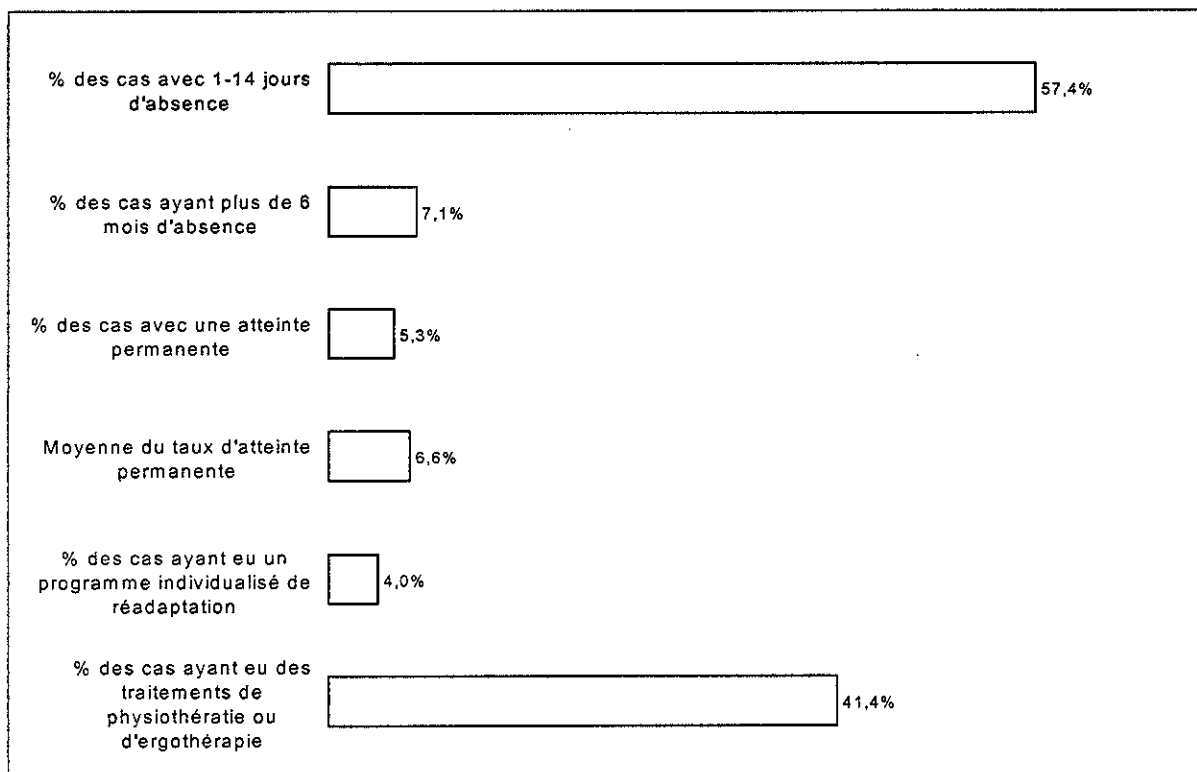 % des cas avec 1-14 jours
d'absence
57,4%
% des cas ayant plus de 6
mois d'absence
7,1%
% des cas avec une atteinte
permanente
5,3%
Moyenne du taux d'atteinte
permanente
6,6%
% des cas ayant eu un
programme individualisé de
réadaptation
4,0%
% des cas ayant eu des
traitements de
physiothératie ou
d'ergothérapie
41,4%